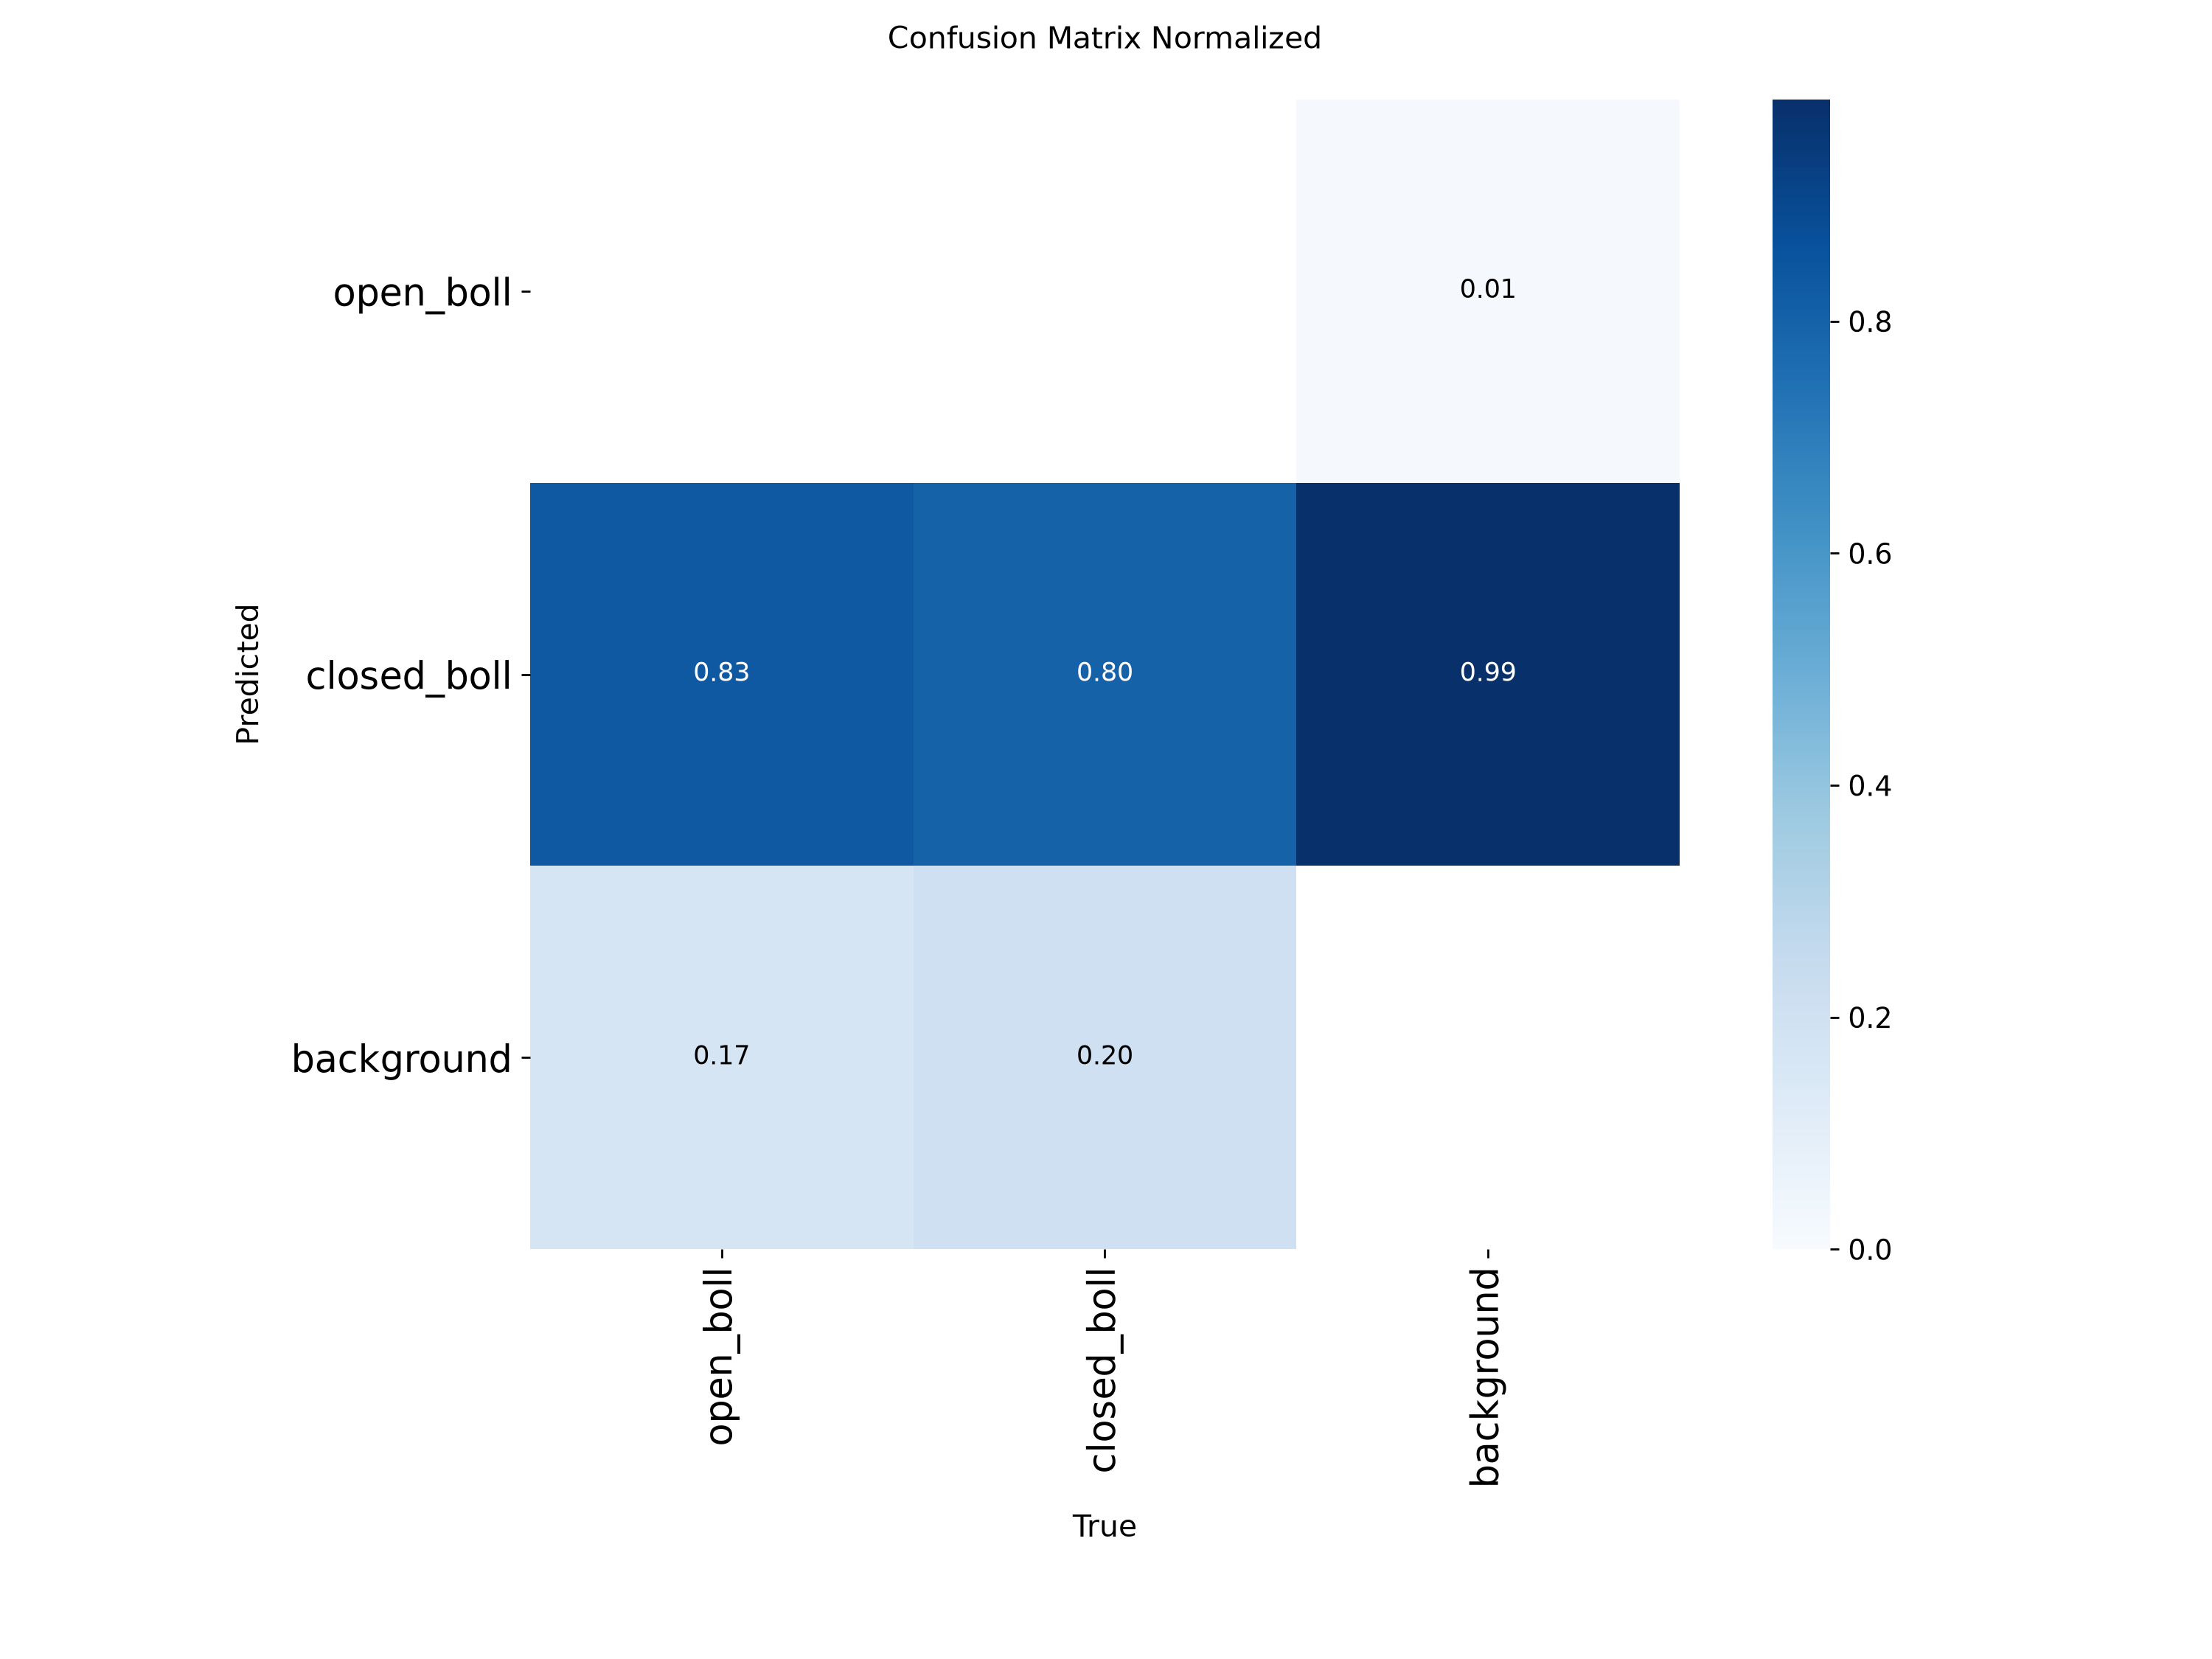 Confusion Matrix Normalized
open_boll
0.01
closed_boll
0.83
0.80
0.99
background
0.17
0.20
Predicted
open_boll
closed_boll
background
True
0.8
0.6
0.4
0.2
0.0